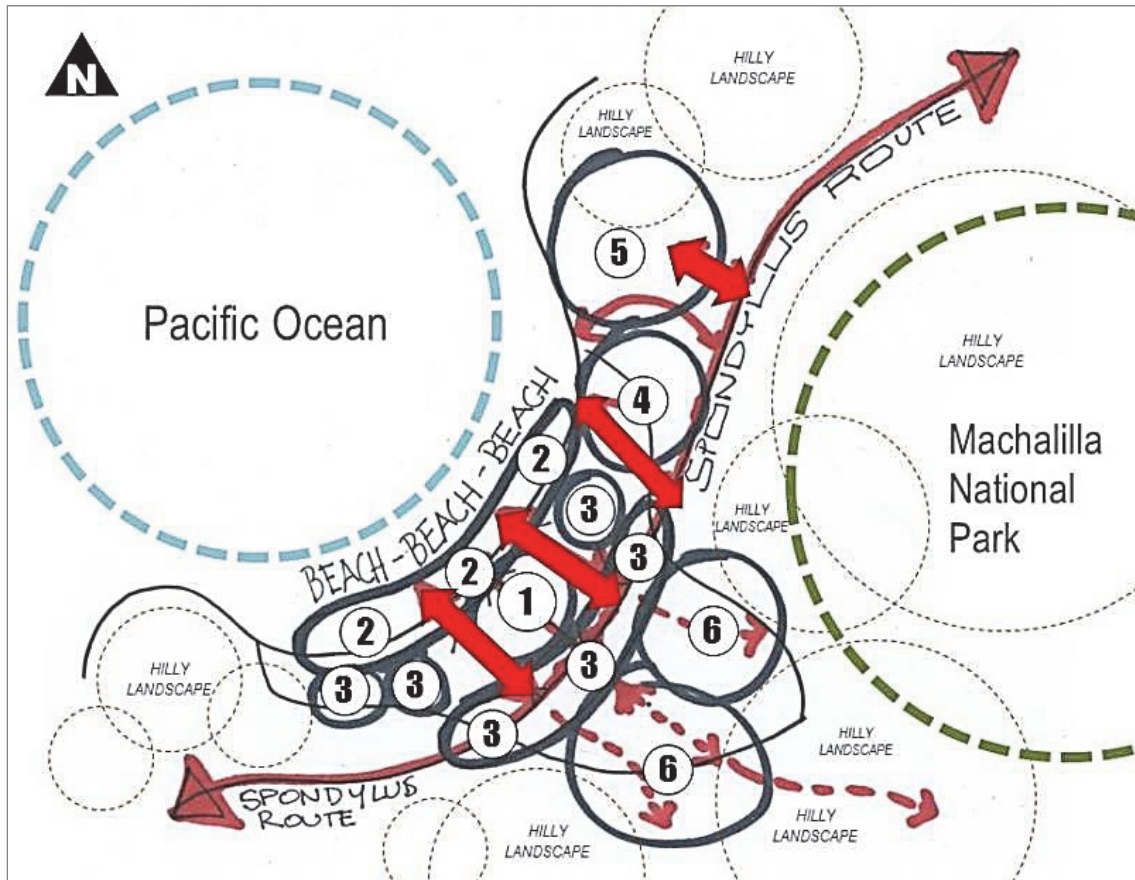 N
HILLY
LANDSCAPE
HILLY
LANDSCAPE
SPONDYLUS ROUTE
5
Pacific Ocean
HILLY
LANDSCAPE
4
Machalilla
National
Park
BEACH - BEACH - BEACH
2
3
HILLY
LANDSCAPE
3
2
1
6
2
3
HILLY
LANDSCAPE
3
3
3
6
HILLY
LANDSCAPE
SPONDYLUS
ROUTE
HILLY
LANDSCAPE
HILLY
LANDSCAPE